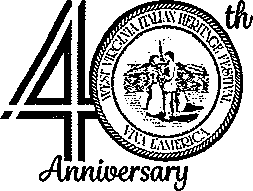 40th
WEST VIRGINIA ITALIAN HERITAGE FESTIVAL
VIVA L'AMERICA
Anniversary